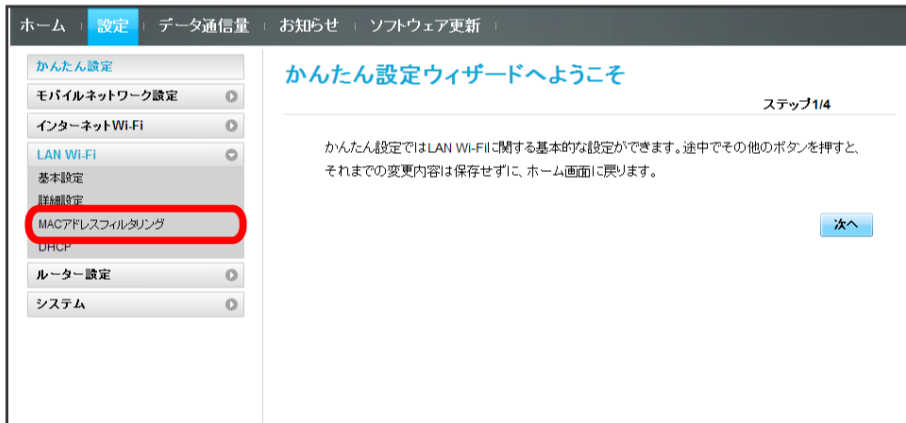 ホーム 設定 データ通信量 お知らせ ソフトウェア更新
かんたん設定
モバイルネットワーク設定
インターネットWi-Fi
LAN Wi-Fi
基本設定
詳細設定
MACアドレスフィルタリング
DHCP
ルーター設定
システム
かんたん設定ウィザードへようこそ
ステップ1/4
かんたん設定ではLAN Wi-Fiに関する基本的な設定ができます。途中でその他のボタンを押すと、
それまでの変更内容は保存せずに、ホーム画面に戻ります。
次へ